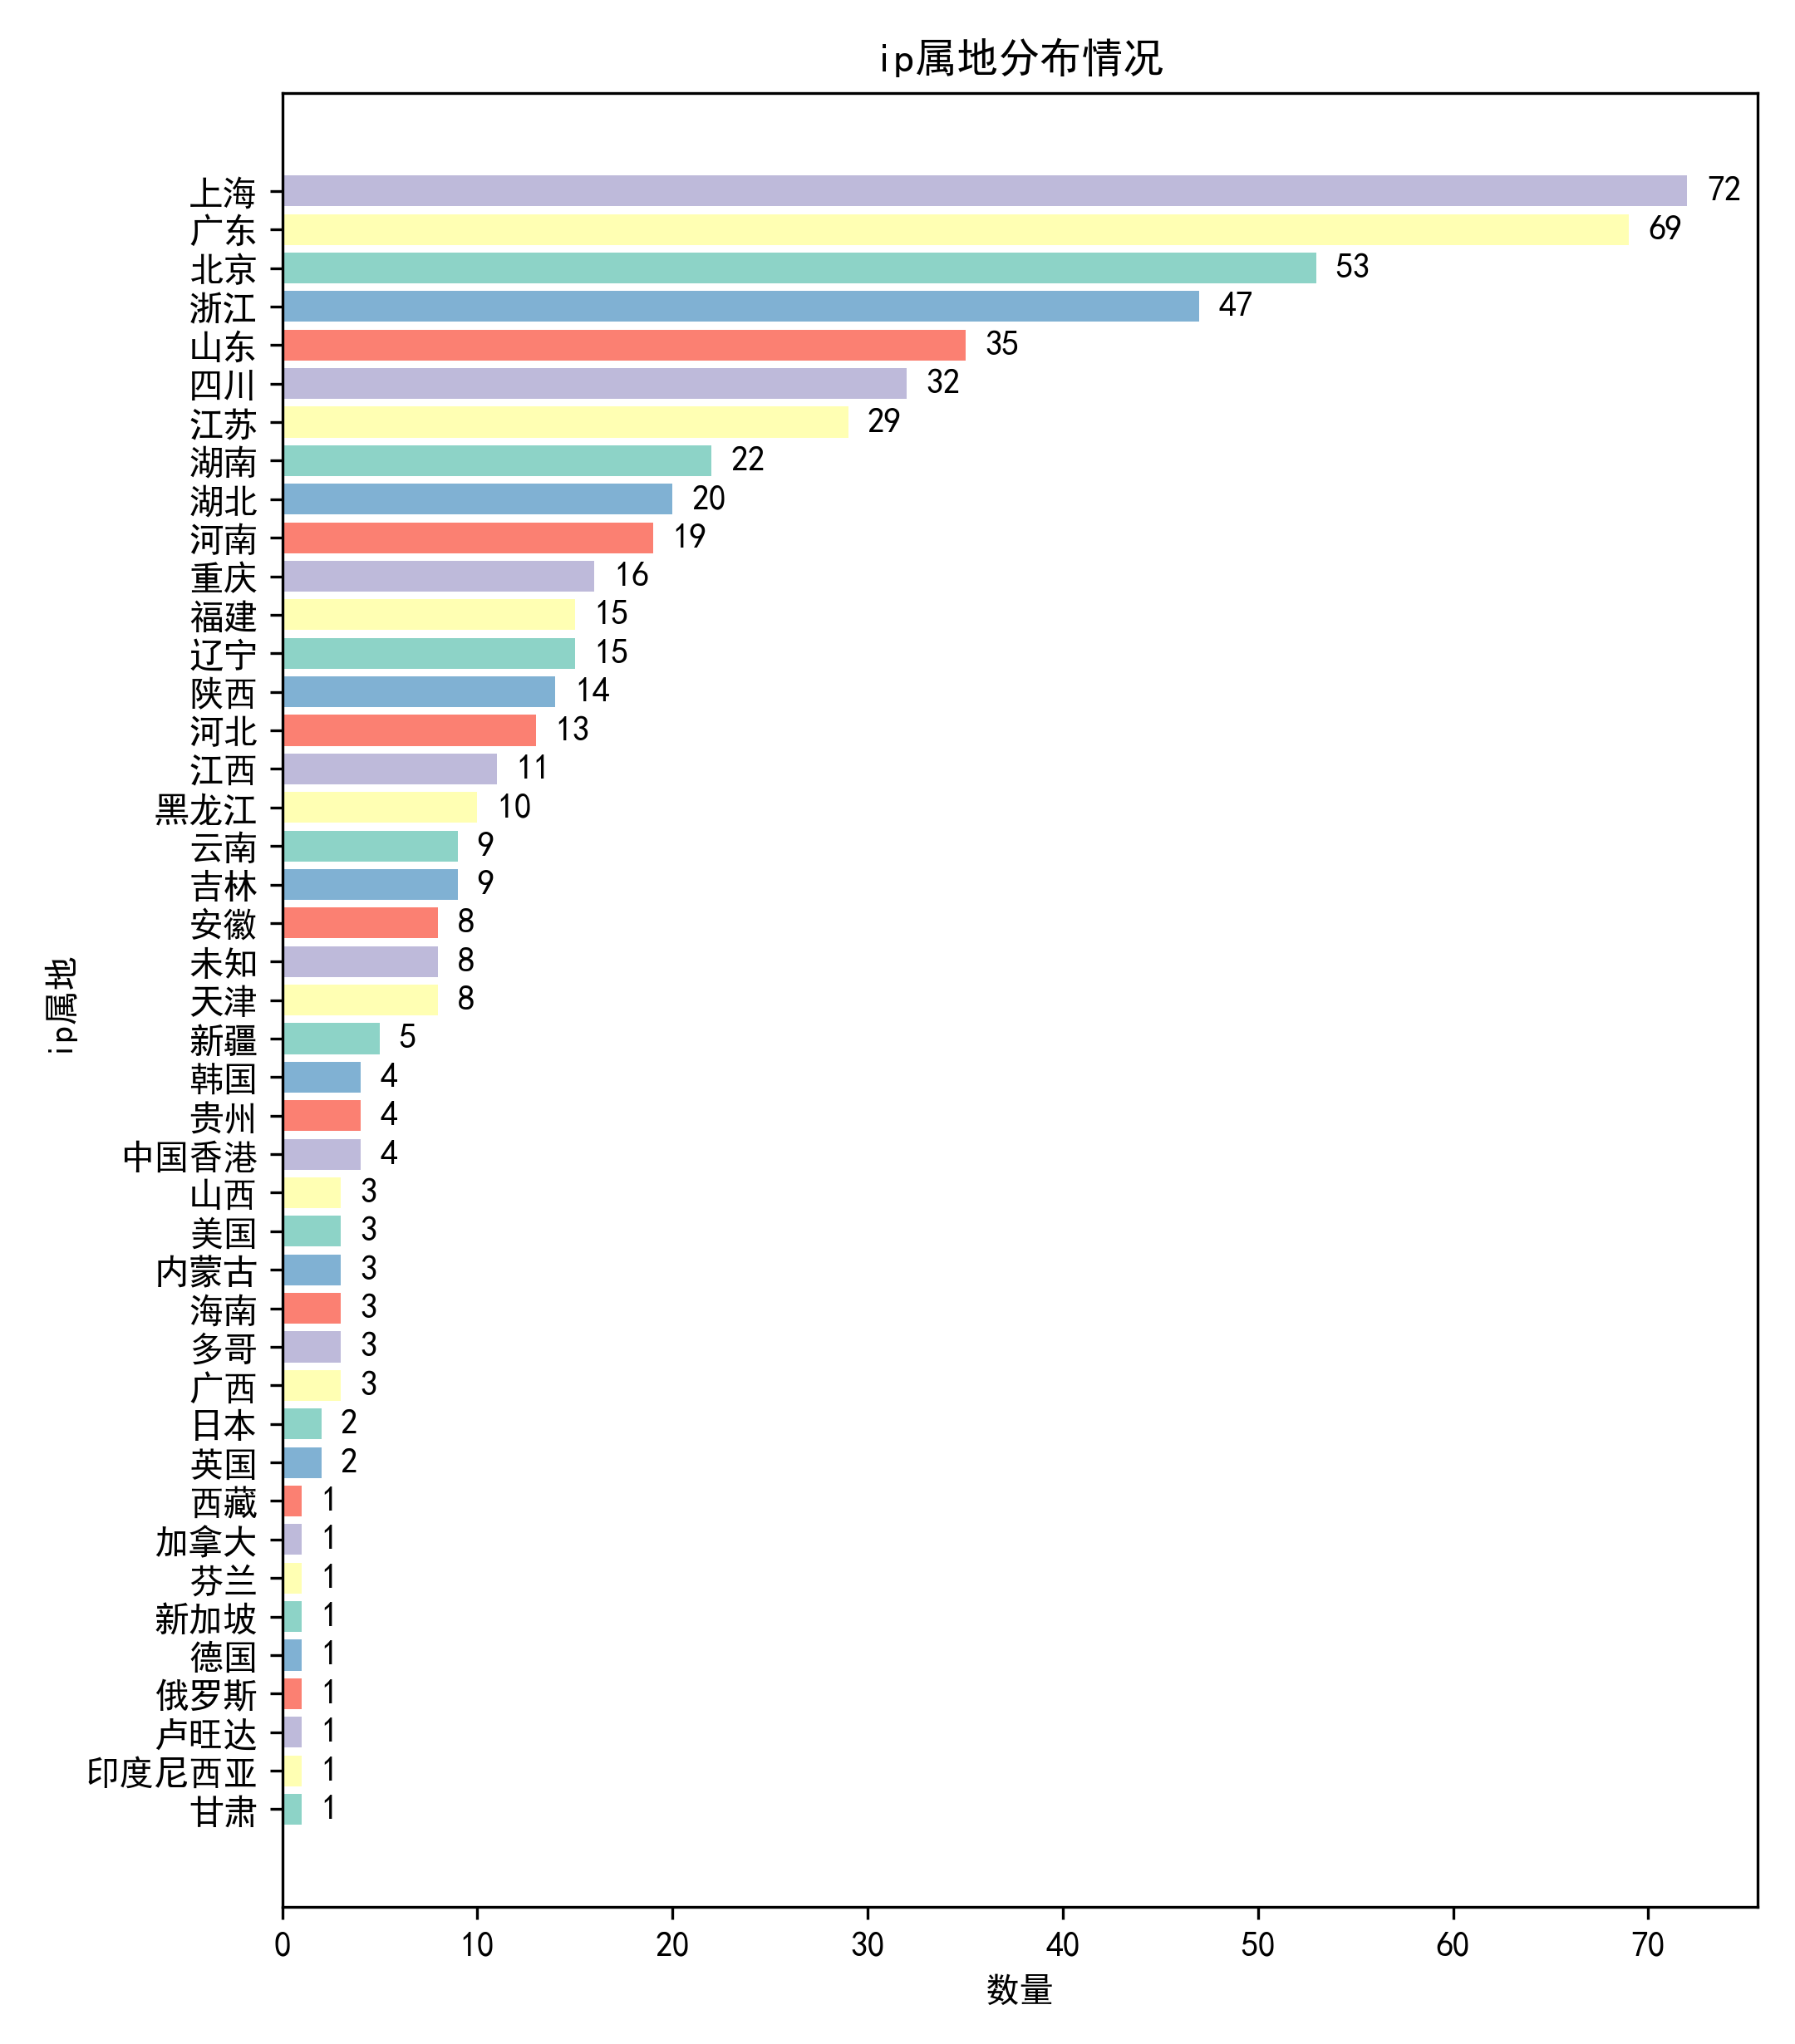 ip属地分布情况
上海 72
广东 69
北京 53
浙江 47
山东 35
四川 32
江苏 29
湖南 22
湖北 20
河南 19
重庆 16
福建 15
辽宁 15
陕西 14
河北 13
江西 11
黑龙江 10
云南 9
吉林 9
安徽 8
未知 8
天津 8
新疆 5
韩国 4
贵州 4
中国香港 4
山西 3
美国 3
内蒙古 3
海南 3
多哥 3
广西 3
日本 2
英国 2
西藏 1
加拿大 1
芬兰 1
新加坡 1
德国 1
俄罗斯 1
卢旺达 1
印度尼西亚 1
甘肃 1
ip属地
0 10 20 30 40 50 60 70
数量